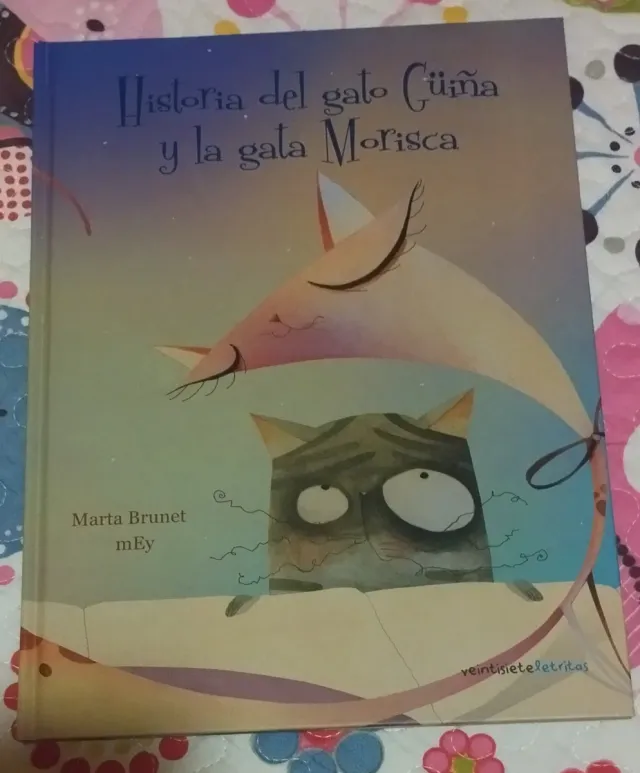 Historia del gato Güiña
y la gata Morisca
Marta Brunet
mEy
veintisieteletritas